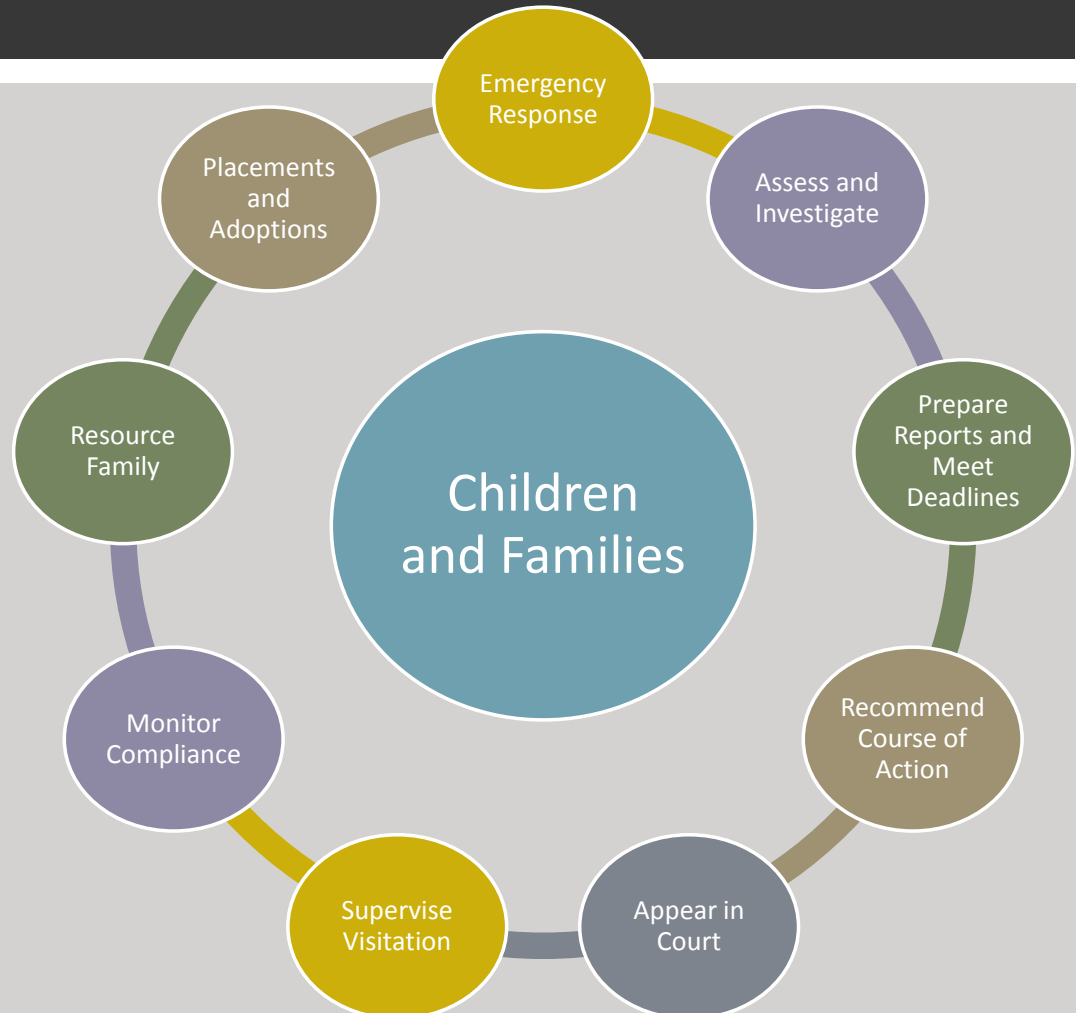 Emergency
Response
Assess and
Investigate
Prepare
Reports and
Meet
Deadlines
Recommend
Course of
Action
Appear in
Court
Supervise
Visitation
Monitor
Compliance
Resource
Family
Placements
and
Adoptions
Children
and Families